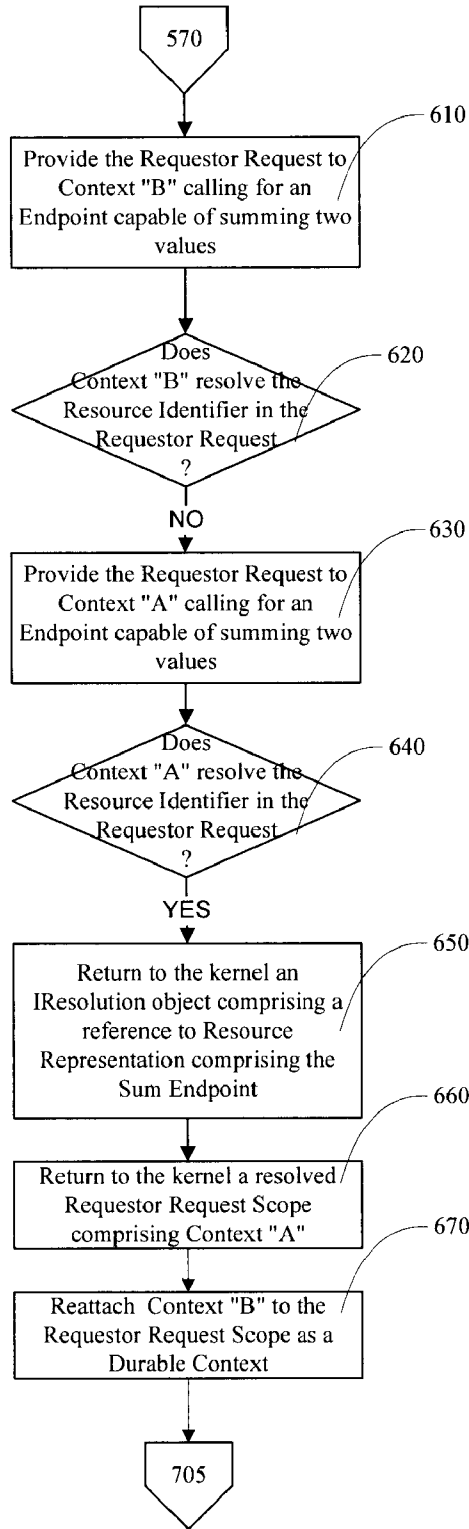 570
610
Provide the Requestor Request to
Context "B" calling for an
Endpoint capable of summing two
values
620
Does
Context "B" resolve the
Resource Identifier in the
Requestor Request
?
NO
630
Provide the Requestor Request to
Context "A" calling for an
Endpoint capable of summing two
values
640
Does
Context "A" resolve the
Resource Identifier in the
Requestor Request
?
YES
650
Return to the kernel an
IResolution object comprising a
reference to Resource
Representation comprising the
Sum Endpoint
660
Return to the kernel a resolved
Requestor Request Scope
comprising Context "A"
670
Reattach Context "B" to the
Requestor Request Scope as a
Durable Context
705